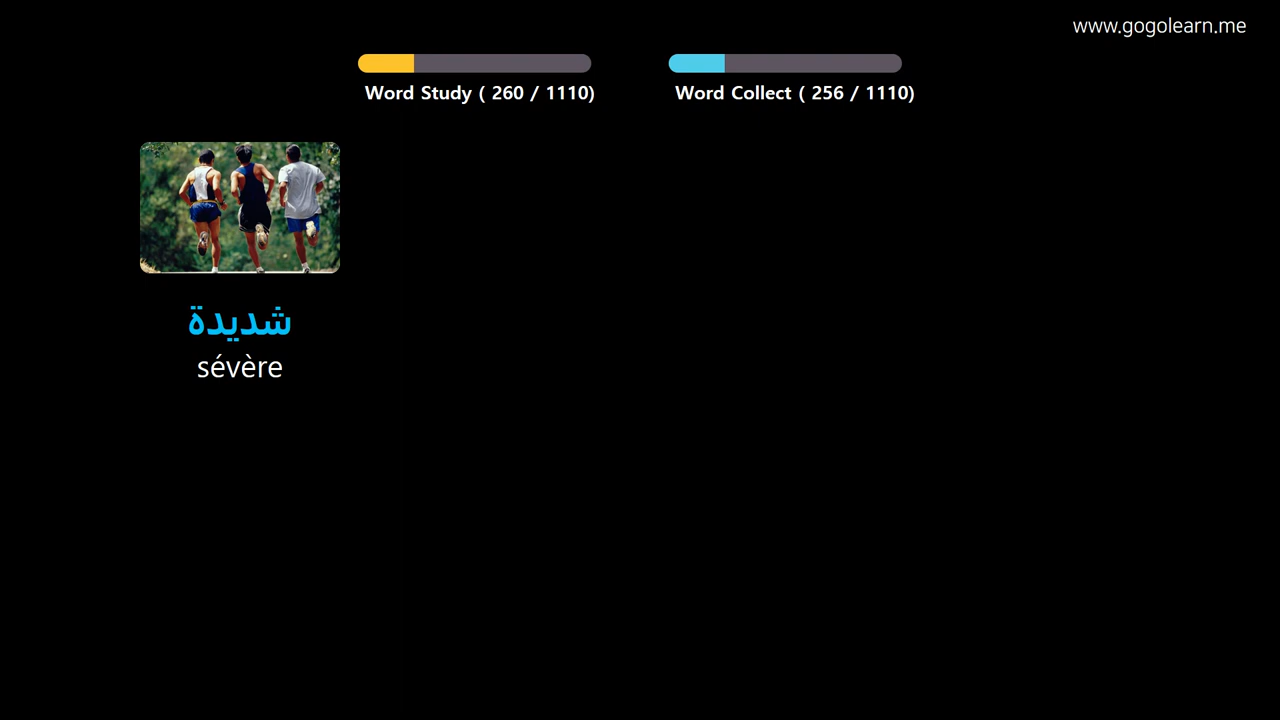 www.gogolearn.me
Word Study ( 260 / 1110)
Word Collect ( 256 / 1110)
شديدة
sévère